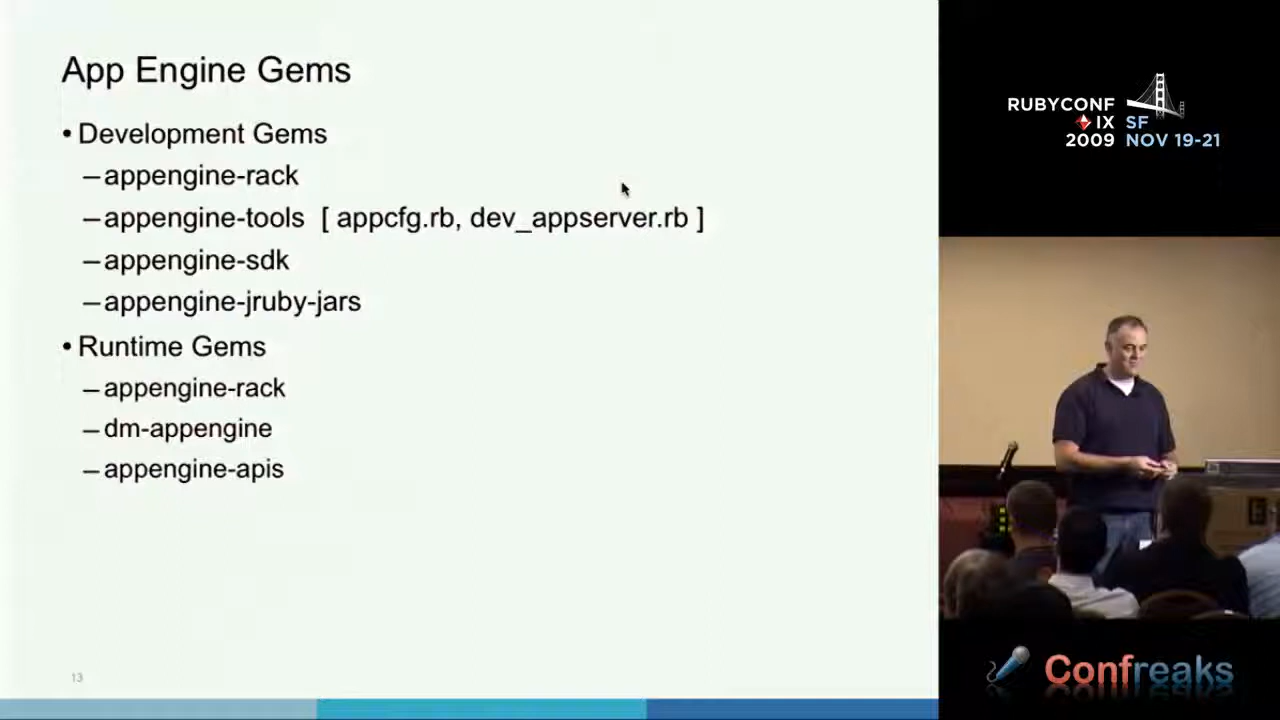 App Engine Gems
• Development Gems
– appengine-rack
– appengine-tools [ appcfg.rb, dev_appserver.rb ]
– appengine-sdk
– appengine-jruby-jars
• Runtime Gems
– appengine-rack
– dm-appengine
– appengine-apis
13
RUBYCONF
IX SF
2009 NOV 19-21
Confreaks